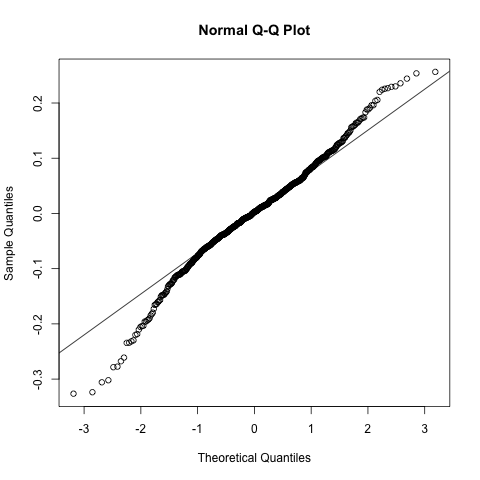 Normal Q-Q Plot
Sample Quantiles
0.2
0.1
0.0
-0.1
-0.2
-0.3
-3 -2 -1 0 1 2 3
Theoretical Quantiles